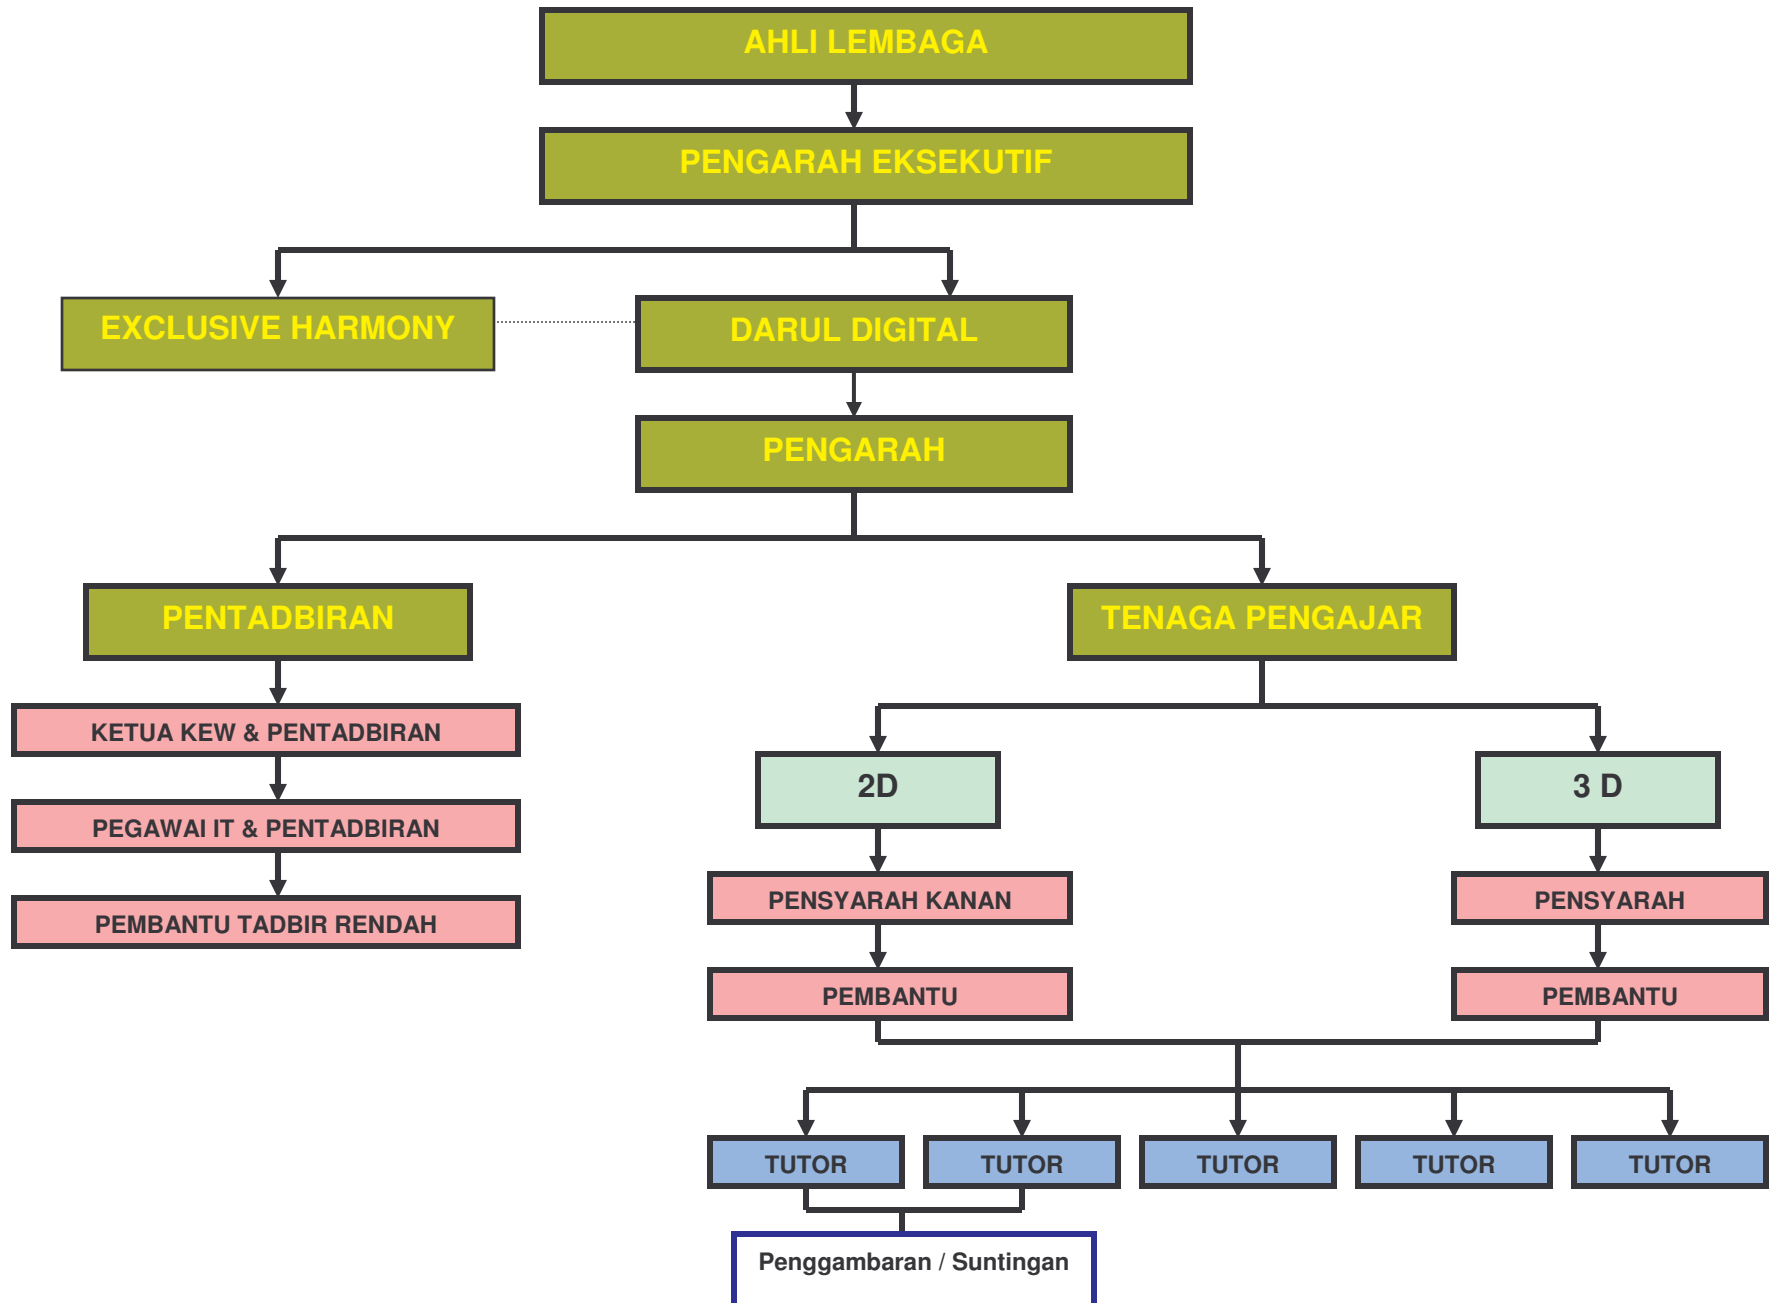 AHLI LEMBAGA
PENGARAH EKSEKUTIF
EXCLUSIVE HARMONY
DARUL DIGITAL
PENGARAH
PENTADBIRAN
TENAGA PENGAJAR
KETUA KEW & PENTADBIRAN
PEGAWAI IT & PENTADBIRAN
PEMBANTU TADBIR RENDAH
2D
3 D
PENSYARAH KANAN
PENSYARAH
PEMBANTU
PEMBANTU
TUTOR
TUTOR
TUTOR
TUTOR
TUTOR
Penggambaran / Suntingan